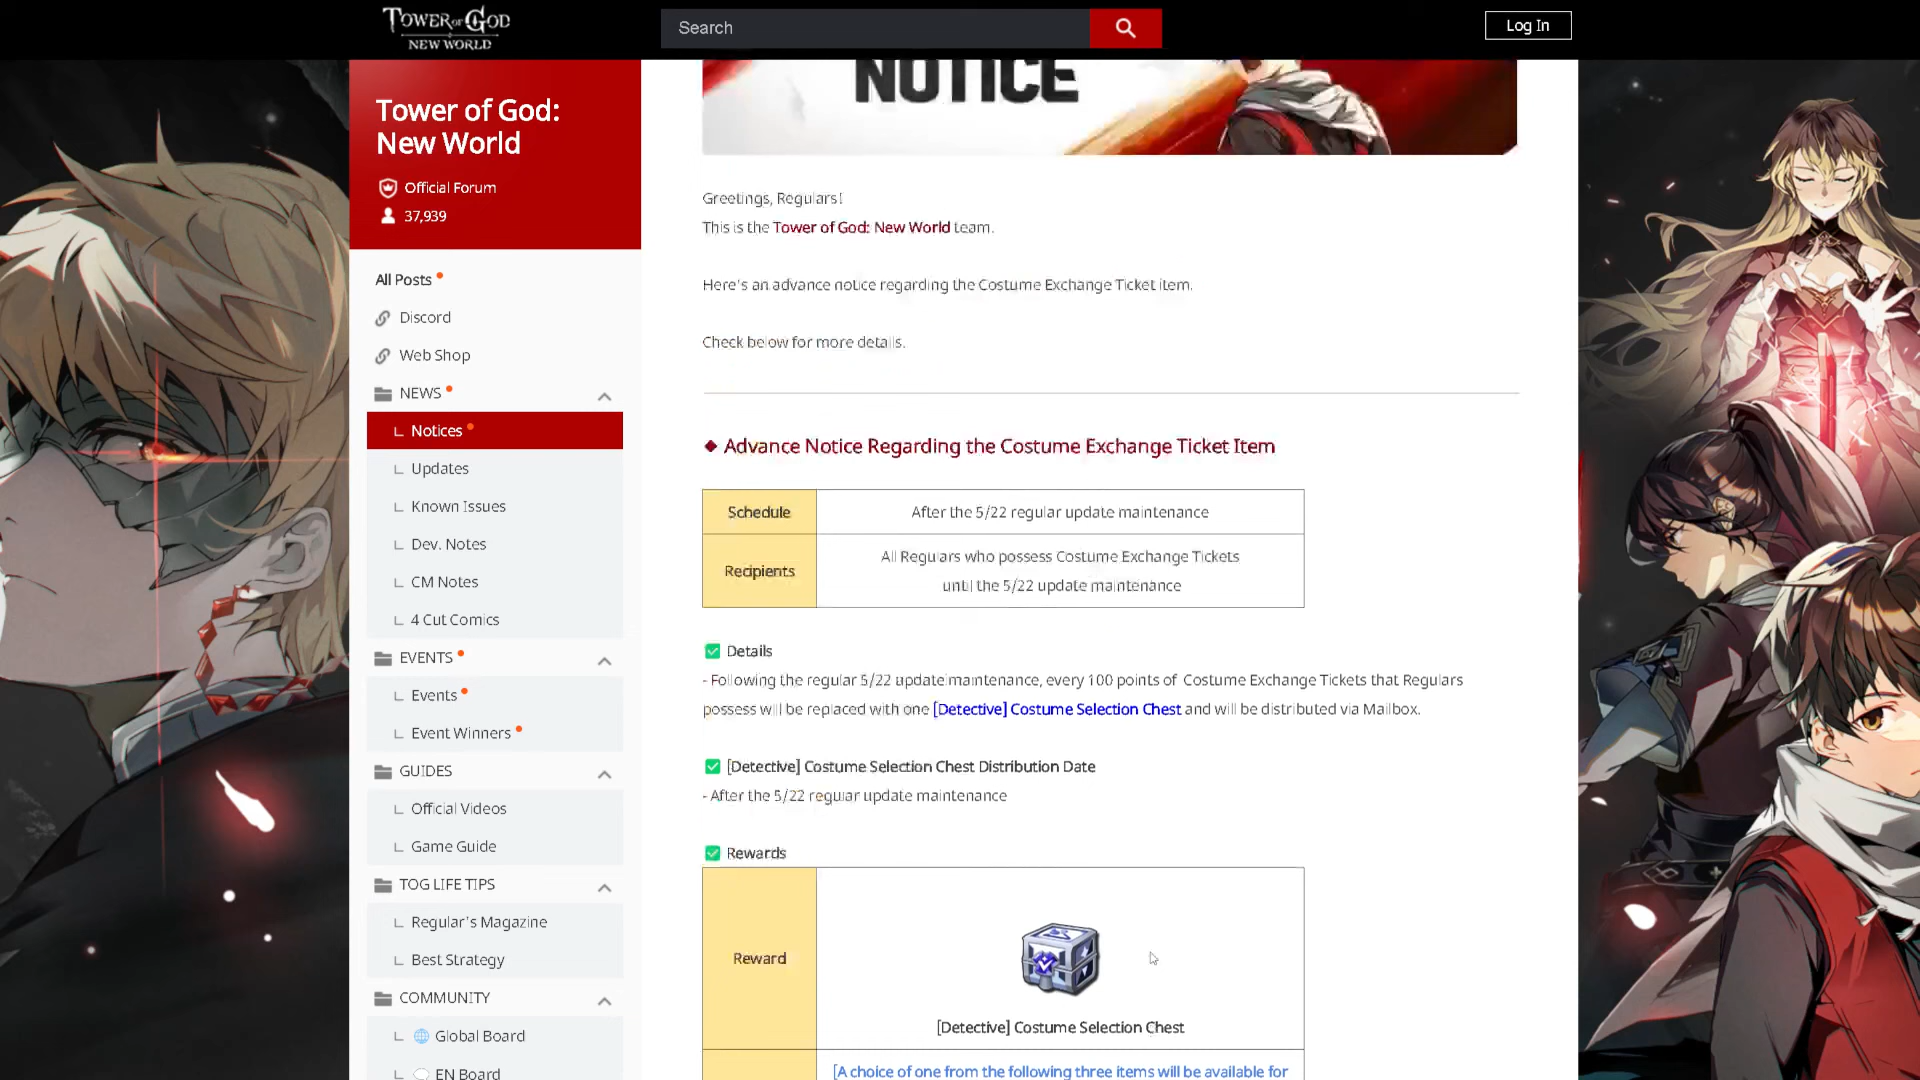 TOWER OF GOD
NEW WORLD
Search
Log In
Tower of God:
New World
Official Forum
37,939
All Posts
Discord
Web Shop
NEWS
Notices
Updates
Known Issues
Dev. Notes
CM Notes
4 Cut Comics
EVENTS
Events
Event Winners
GUIDES
Official Videos
Game Guide
TOG LIFE TIPS
Regular's Magazine
Best Strategy
COMMUNITY
Global Board
EN Board
NOTICE
Greetings, Regulars!
This is the Tower of God: New World team.
Here's an advance notice regarding the Costume Exchange Ticket item.
Check below for more details.
◆ Advance Notice Regarding the Costume Exchange Ticket Item
Schedule
After the 5/22 regular update maintenance
Recipients
All Regulars who possess Costume Exchange Tickets
until the 5/22 update maintenance
✅ Details
- Following the regular 5/22 update maintenance, every 100 points of Costume Exchange Tickets that Regulars
possess will be replaced with one [Detective] Costume Selection Chest and will be distributed via Mailbox.
✅ [Detective] Costume Selection Chest Distribution Date
- After the 5/22 regular update maintenance
✅ Rewards
Reward
[Detective] Costume Selection Chest
[A choice of one from the following three items will be available for